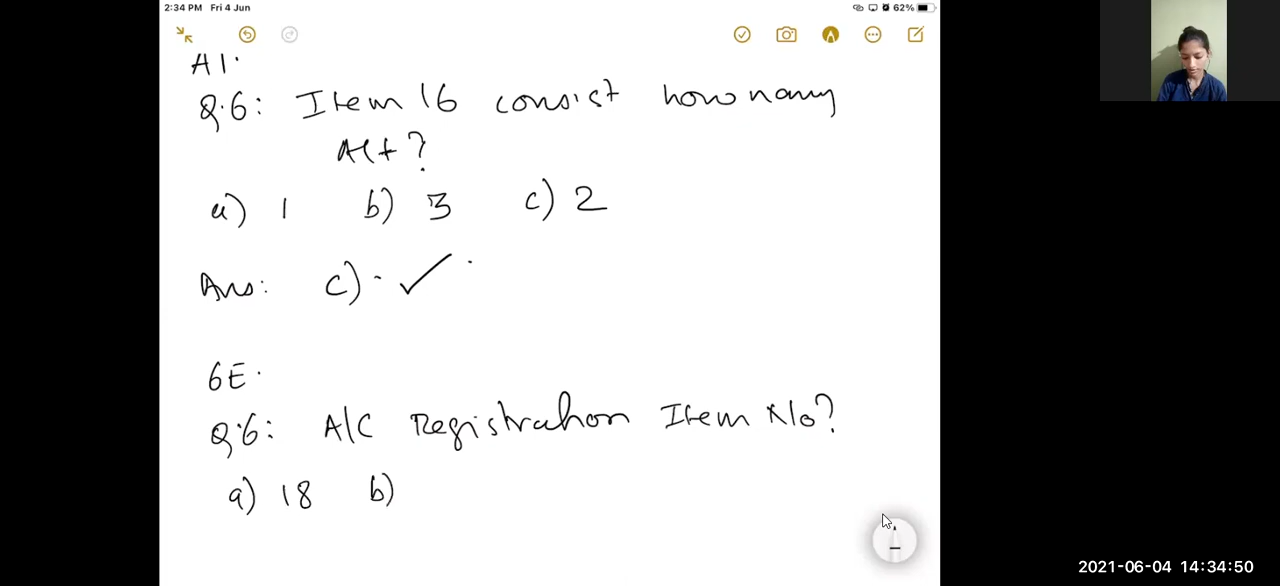 2:34 PM Fri 4 Jun
62%
A1.
Q.6: Item 16 consist how many
Alt?
a) 1 b) 3 c) 2
Ans: c) ✓
6E.
Q.6: A/C Registration Item No?
a) 18 b)
2021-06-04 14:34:50